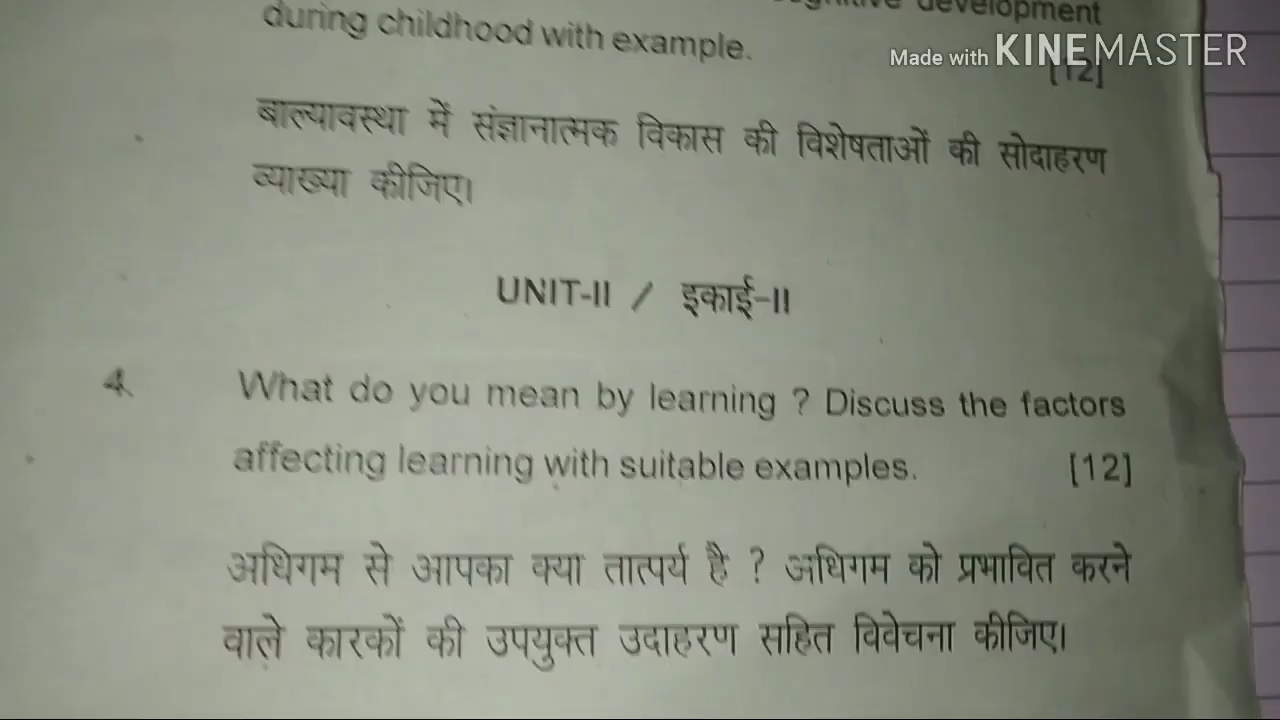 development
during childhood with example.
Made with KINEMASTER
[12]
बाल्यावस्था में संज्ञानात्मक विकास की विशेषताओं की सोदाहरण
व्याख्या कीजिए।
UNIT-II / इकाई-II
4. What do you mean by learning ? Discuss the factors
affecting learning with suitable examples. [12]
अधिगम से आपका क्या तात्पर्य है ? अधिगम को प्रभावित करने
वाले कारकों की उपयुक्त उदाहरण सहित विवेचना कीजिए।